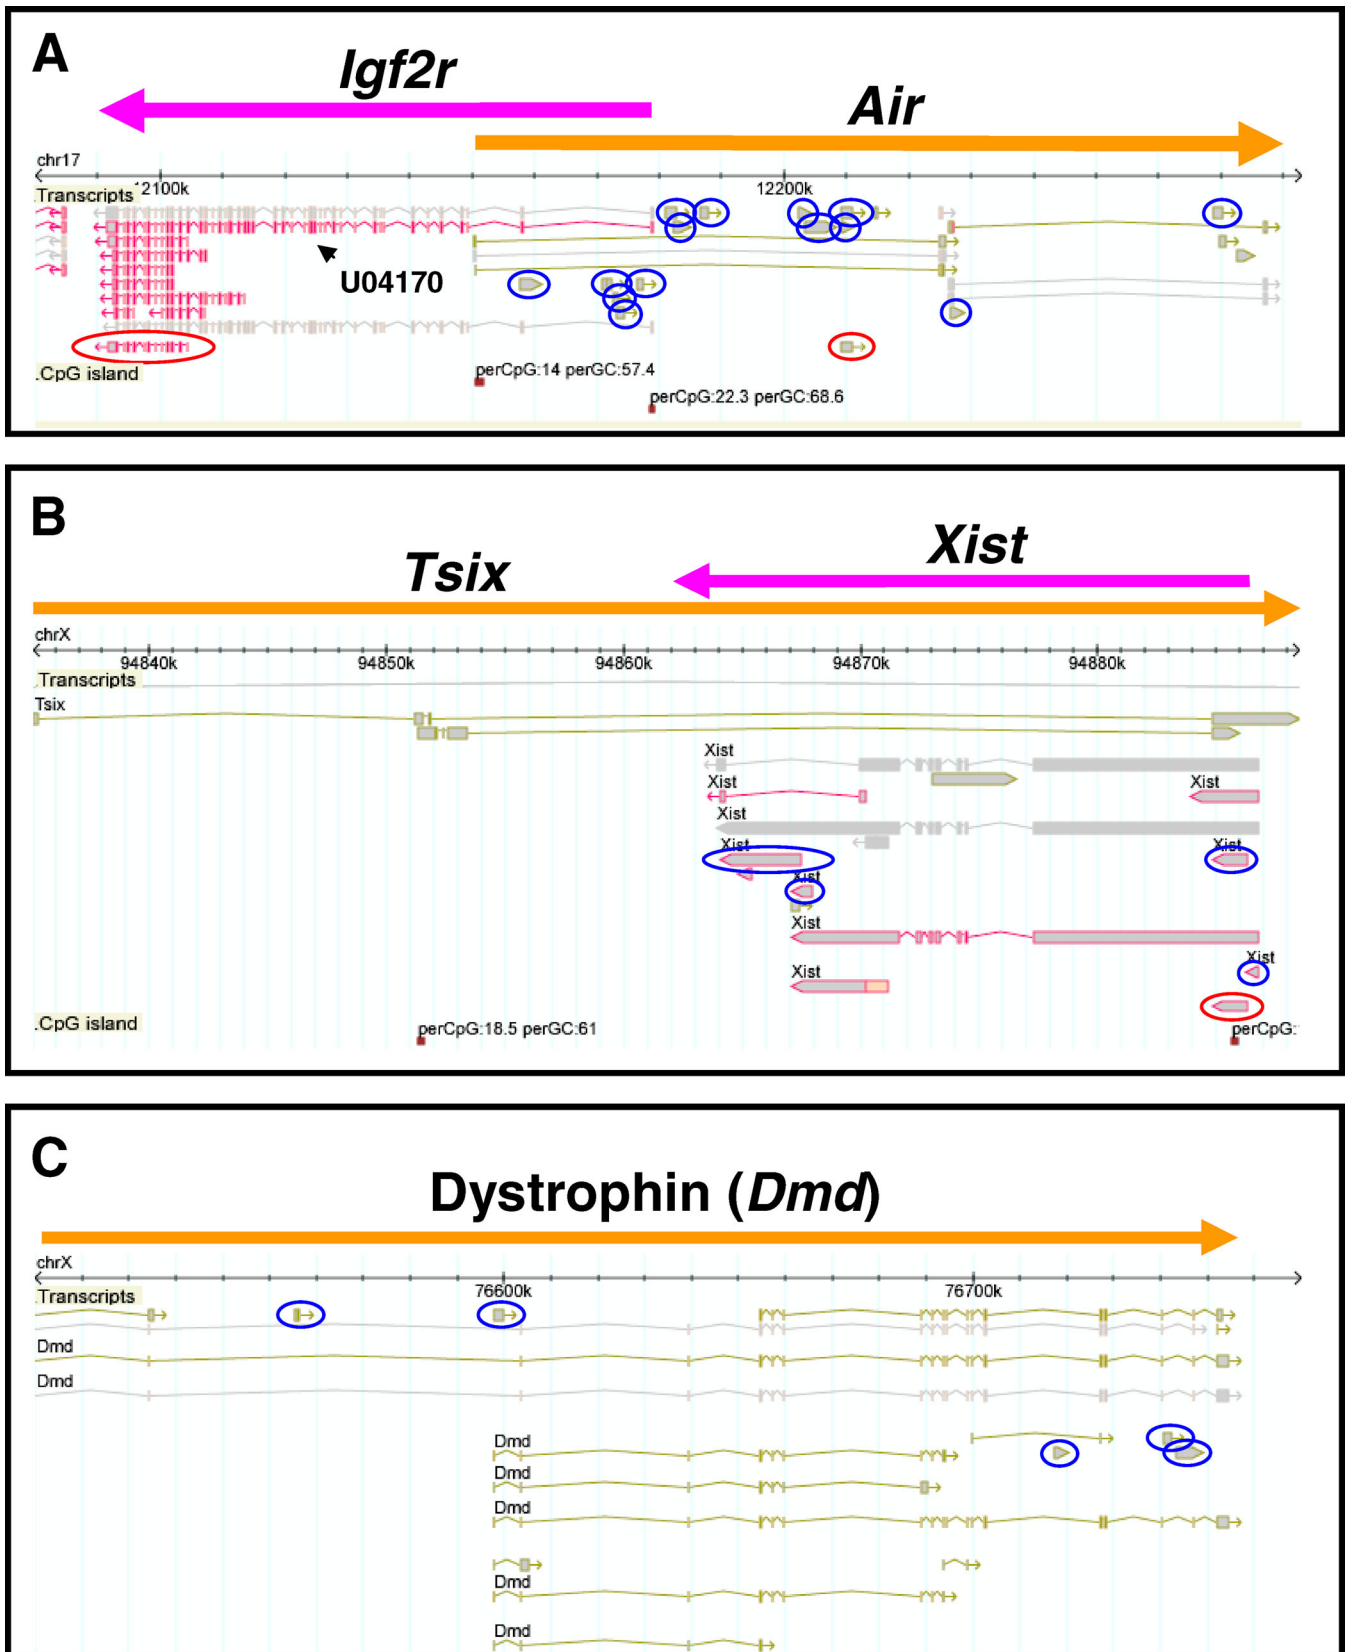 A
Igf2r
Air
chr17
2100k
12200k
.Transcripts
U04170
.CpG island
perCpG:14 perGC:57.4
perCpG:22.3 perGC:68.6
B
Xist
Tsix
chrX
94840k 94850k 94860k 94870k 94880k
.Transcripts
Tsix
Xist
Xist Xist
Xist
Xist Xist
Xist
Xist
Xist
Xist
.CpG island
perCpG:18.5 perGC:61
perCpG:
C
Dystrophin (Dmd)
chrX
76600k 76700k
.Transcripts
Dmd
Dmd
Dmd
Dmd
Dmd
Dmd
Dmd